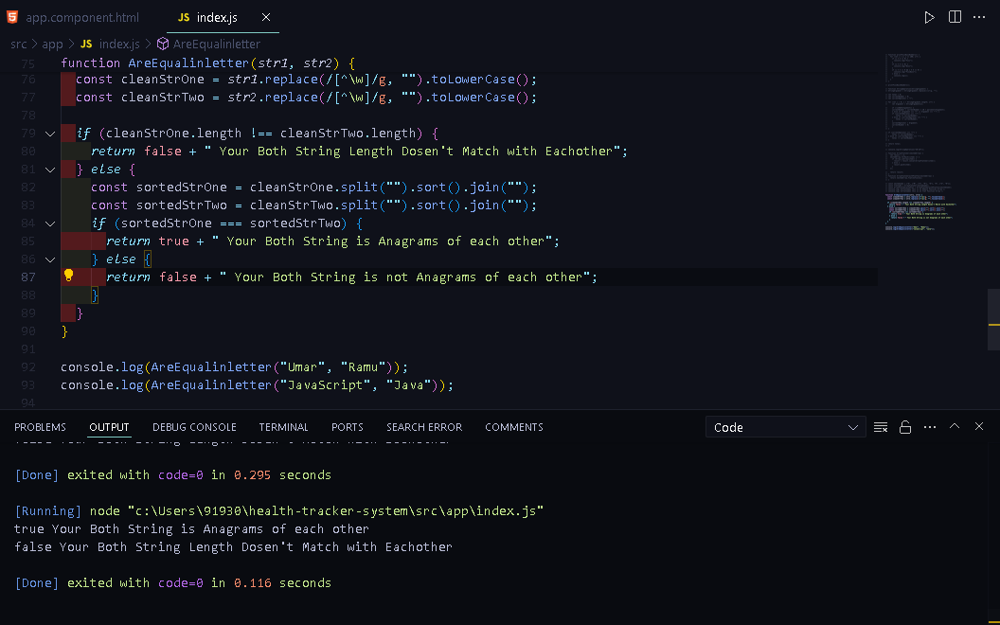 app.component.html
JS index.js
src > app > JS index.js > AreEqualinletter
75 function AreEqualinletter(str1, str2) {
76 const cleanStrOne = str1.replace(/[^\w]/g, "").toLowerCase();
77 const cleanStrTwo = str2.replace(/[^\w]/g, "").toLowerCase();
78
79 if (cleanStrOne.length !== cleanStrTwo.length) {
80 return false + " Your Both String Length Dosen't Match with Eachother";
81 } else {
82 const sortedStrOne = cleanStrOne.split("").sort().join("");
83 const sortedStrTwo = cleanStrTwo.split("").sort().join("");
84 if (sortedStrOne === sortedStrTwo) {
85 return true + " Your Both String is Anagrams of each other";
86 } else {
87 return false + " Your Both String is not Anagrams of each other";
88 }
89 }
90 }
91
92 console.log(AreEqualinletter("Umar", "Ramu"));
93 console.log(AreEqualinletter("JavaScript", "Java"));
94
PROBLEMS OUTPUT DEBUG CONSOLE TERMINAL PORTS SEARCH ERROR COMMENTS Code
[Done] exited with code=0 in 0.295 seconds
[Running] node "c:\Users\91930\health-tracker-system\src\app\index.js"
true Your Both String is Anagrams of each other
false Your Both String Length Dosen't Match with Eachother
[Done] exited with code=0 in 0.116 seconds